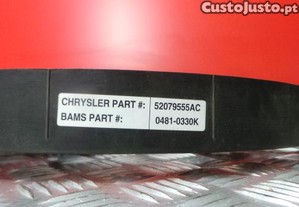 CustoJusto.pt
CHRYSLER PART #: 52079555AC
BAMS PART #: 0481-0330K